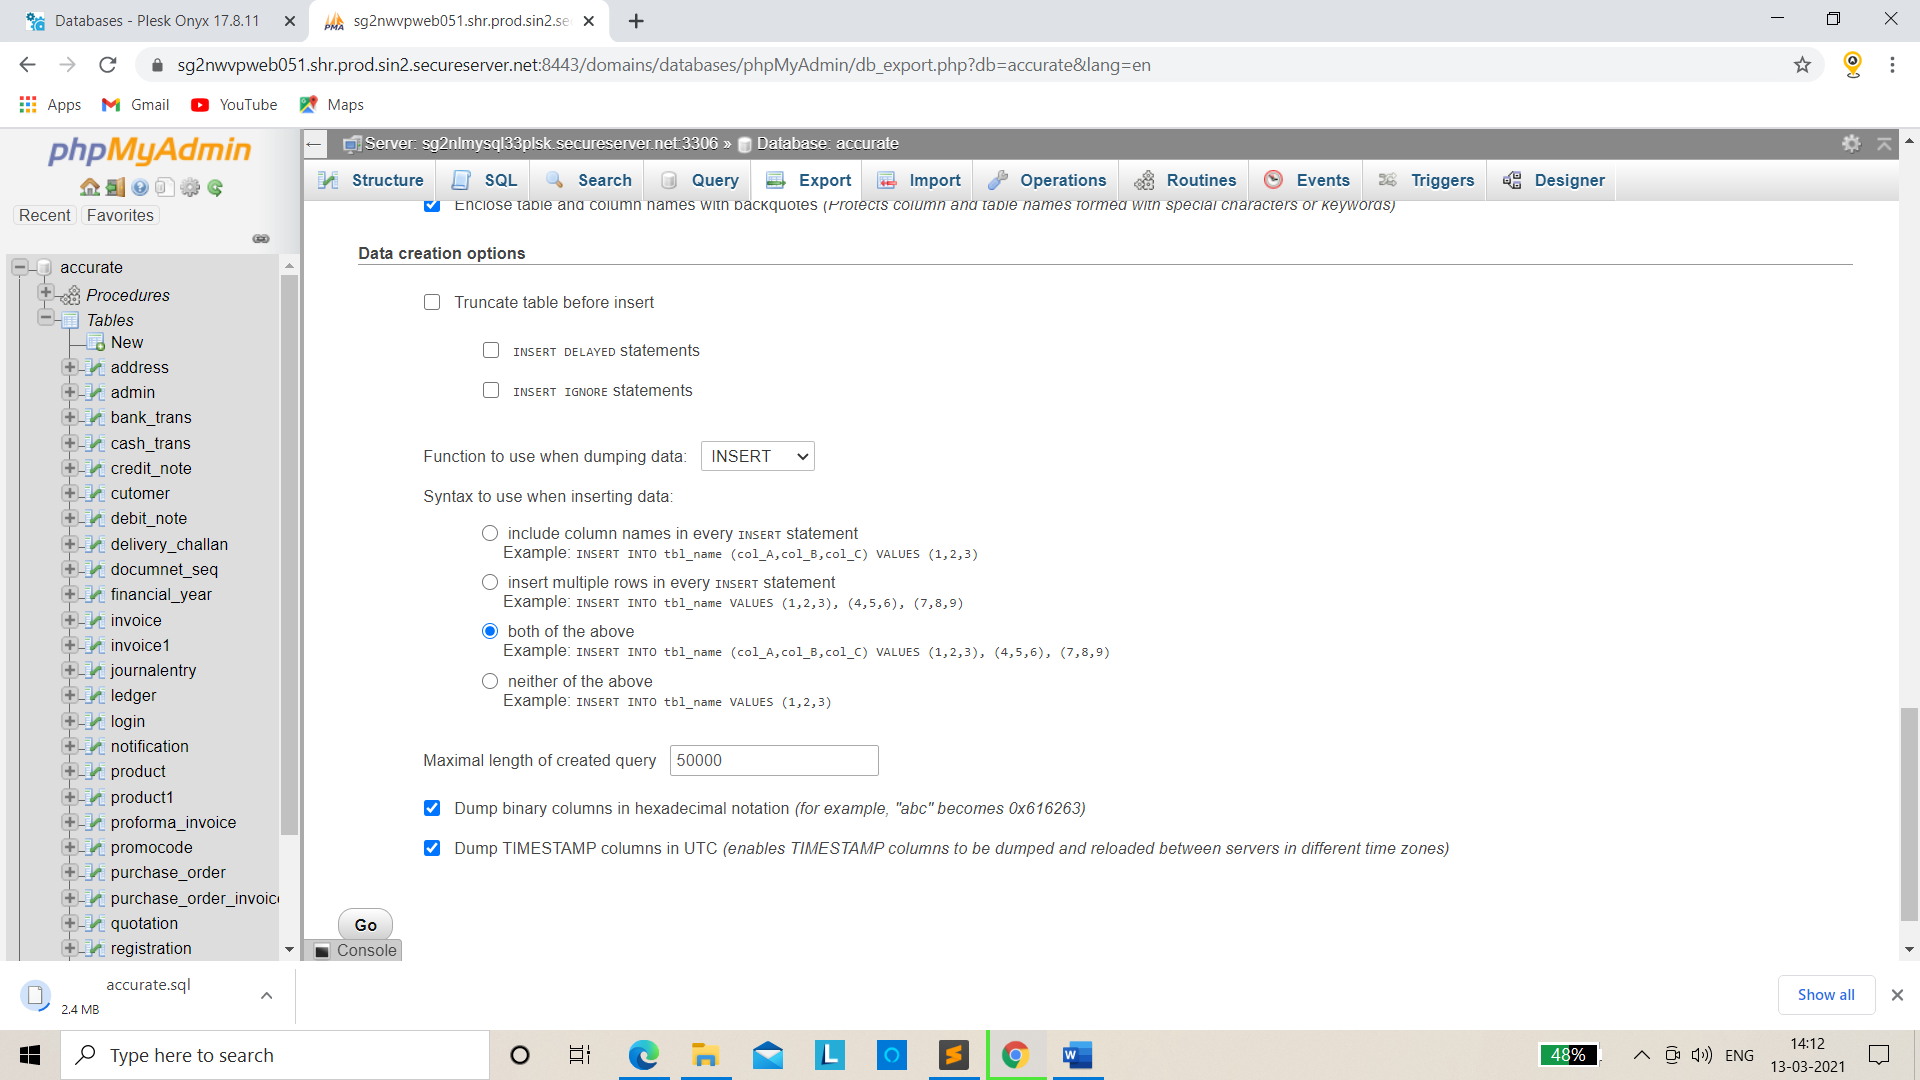 Databases - Plesk Onyx 17.8.11
sg2nwvpweb051.shr.prod.sin2.se
sg2nwvpweb051.shr.prod.sin2.secureserver.net:8443/domains/databases/phpMyAdmin/db_export.php?db=accurate&lang=en
Apps Gmail YouTube Maps
phpMyAdmin
Recent Favorites
accurate
Procedures
Tables
New
address
admin
bank_trans
cash_trans
credit_note
cutomer
debit_note
delivery_challan
documnet_seq
financial_year
invoice
invoice1
journalentry
ledger
login
notification
product
product1
proforma_invoice
promocode
purchase_order
purchase_order_invoice
quotation
registration
Server: sg2nlmysql33plsk.secureserver.net:3306 » Database: accurate
Structure SQL Search Query Export Import Operations Routines Events Triggers Designer
Enclose table and column names with backquotes (Protects column and table names formed with special characters or keywords)
Data creation options
Truncate table before insert
INSERT DELAYED statements
INSERT IGNORE statements
Function to use when dumping data: INSERT
Syntax to use when inserting data:
include column names in every INSERT statement
Example: INSERT INTO tbl_name (col_A,col_B,col_C) VALUES (1,2,3)
insert multiple rows in every INSERT statement
Example: INSERT INTO tbl_name VALUES (1,2,3), (4,5,6), (7,8,9)
both of the above
Example: INSERT INTO tbl_name (col_A,col_B,col_C) VALUES (1,2,3), (4,5,6), (7,8,9)
neither of the above
Example: INSERT INTO tbl_name VALUES (1,2,3)
Maximal length of created query 50000
Dump binary columns in hexadecimal notation (for example, "abc" becomes 0x616263)
Dump TIMESTAMP columns in UTC (enables TIMESTAMP columns to be dumped and reloaded between servers in different time zones)
Go
Console
accurate.sql
2.4 MB
Show all
Type here to search
48%
ENG
14:12
13-03-2021